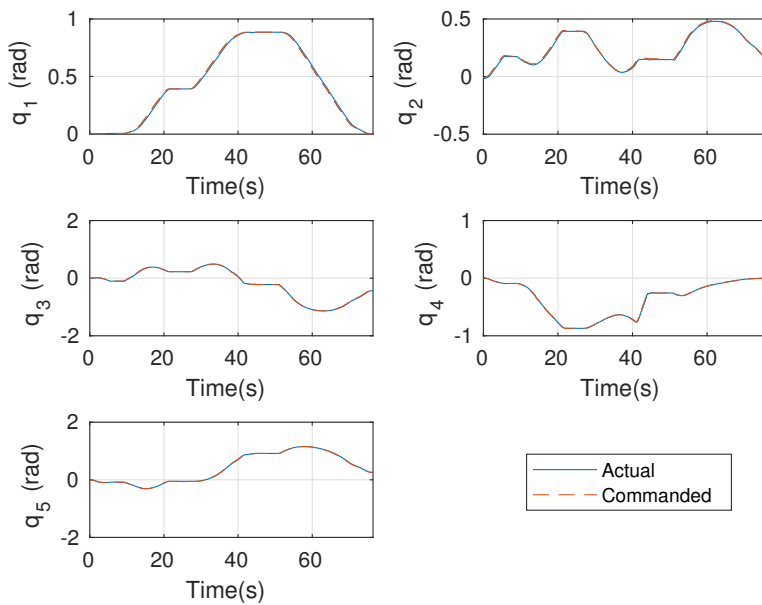 1
0.5
0
q1 (rad)
0 20 40 60
Time(s)
0.5
0
-0.5
q2 (rad)
0 20 40 60
Time(s)
2
0
-2
q3 (rad)
0 20 40 60
Time(s)
1
0
-1
q4 (rad)
0 20 40 60
Time(s)
2
0
-2
q5 (rad)
0 20 40 60
Time(s)
Actual
Commanded